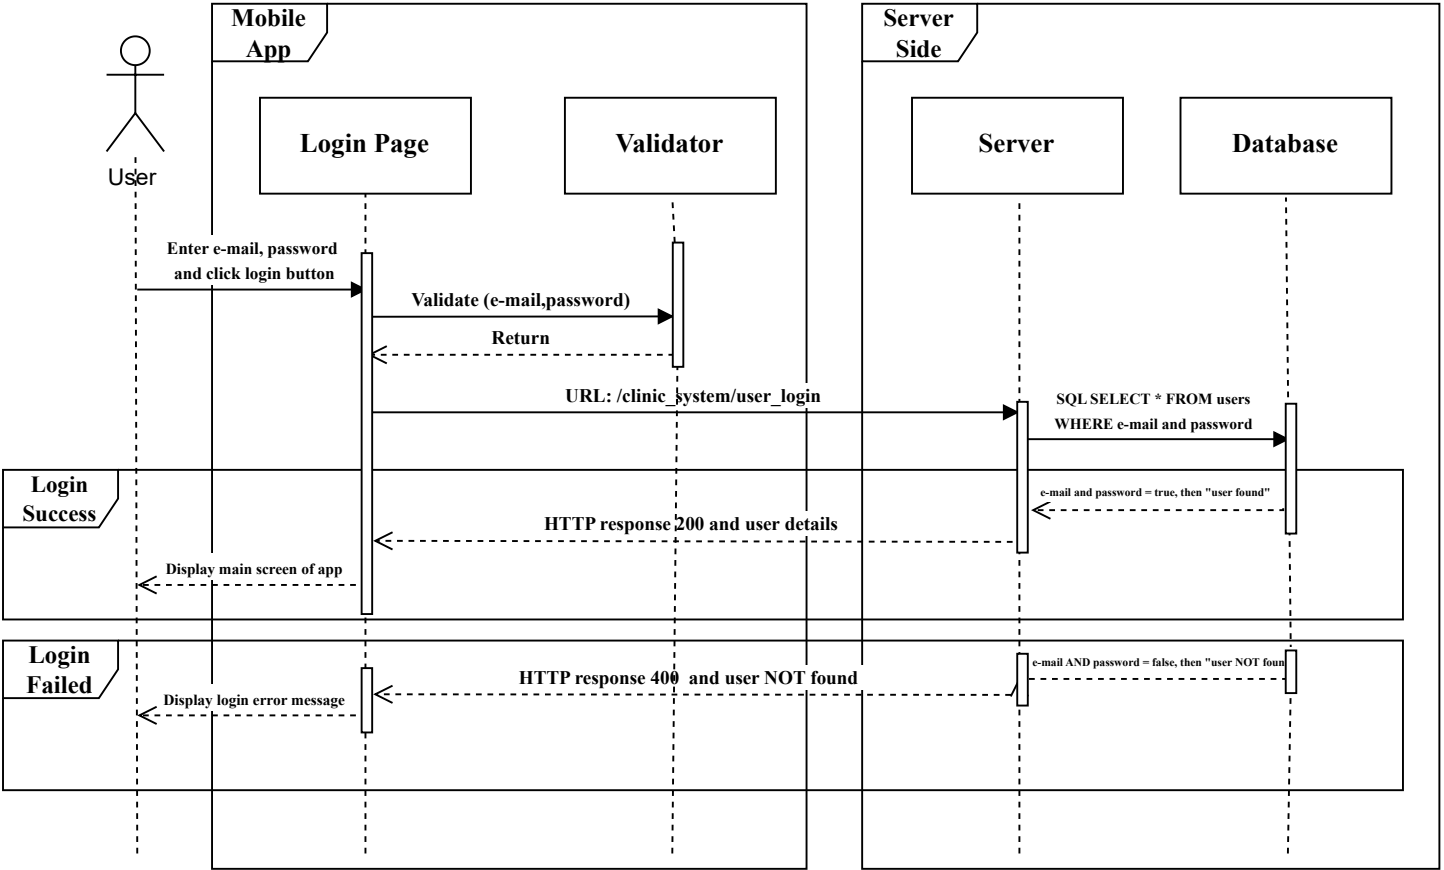 Mobile
App
Server
Side
User
Login Page
Validator
Server
Database
Enter e-mail, password
and click login button
Validate (e-mail,password)
Return
URL: /clinic_system/user_login
SQL SELECT * FROM users
WHERE e-mail and password
Login
Success
e-mail and password = true, then "user found"
HTTP response 200 and user details
Display main screen of app
Login
Failed
e-mail AND password = false, then "user NOT foun
HTTP response 400  and user NOT found
Display login error message